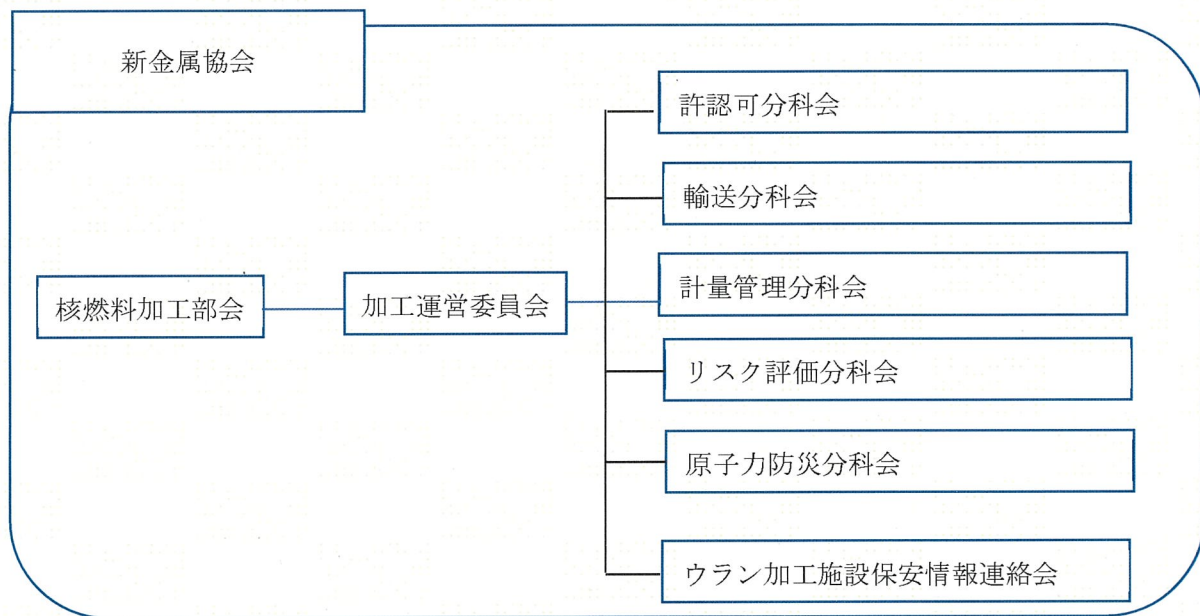 新金属協会
核燃料加工部会
加工運営委員会
許認可分科会
輸送分科会
計量管理分科会
リスク評価分科会
原子力防災分科会
ウラン加工施設保安情報連絡会